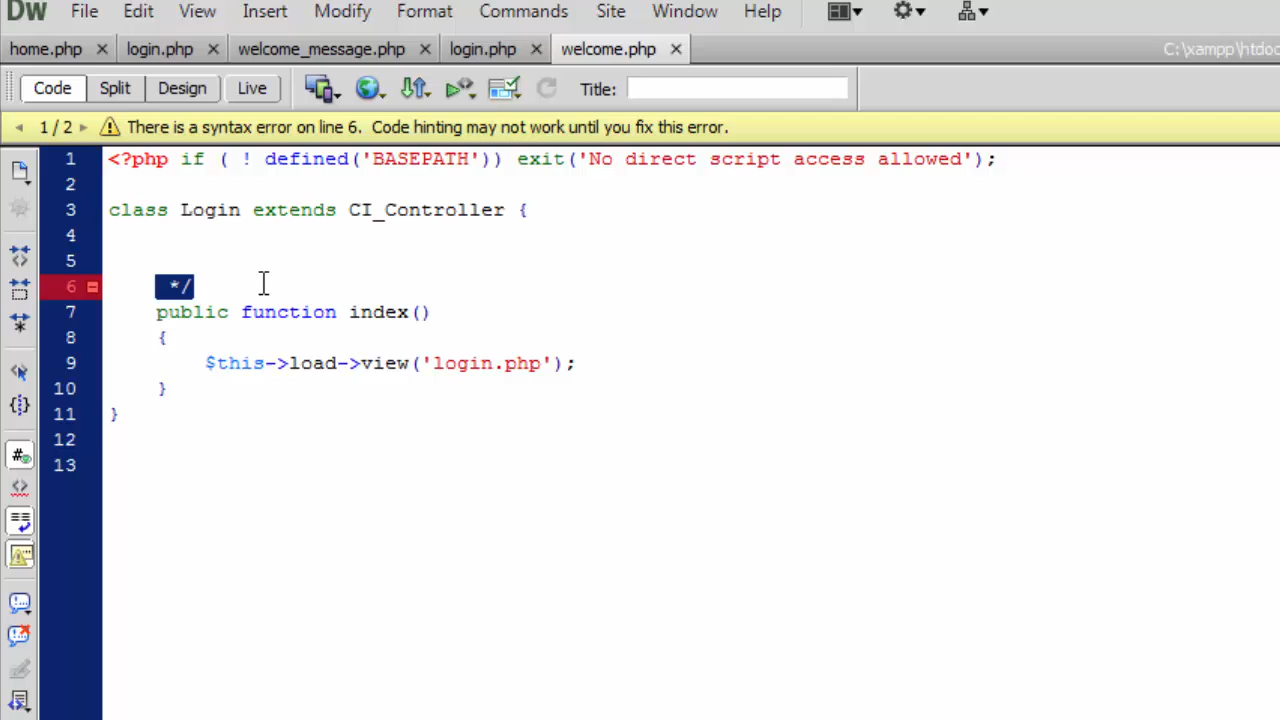 Dw File Edit View Insert Modify Format Commands Site Window Help
home.php login.php welcome_message.php login.php welcome.php C:\xampp\htdoc
Code Split Design Live Title:
1 / 2 There is a syntax error on line 6. Code hinting may not work until you fix this error.
1 <?php if ( ! defined('BASEPATH')) exit('No direct script access allowed');
2
3 class Login extends CI_Controller {
4
5
6 */
7 public function index()
8 {
9 $this->load->view('login.php');
10 }
11 }
12
13